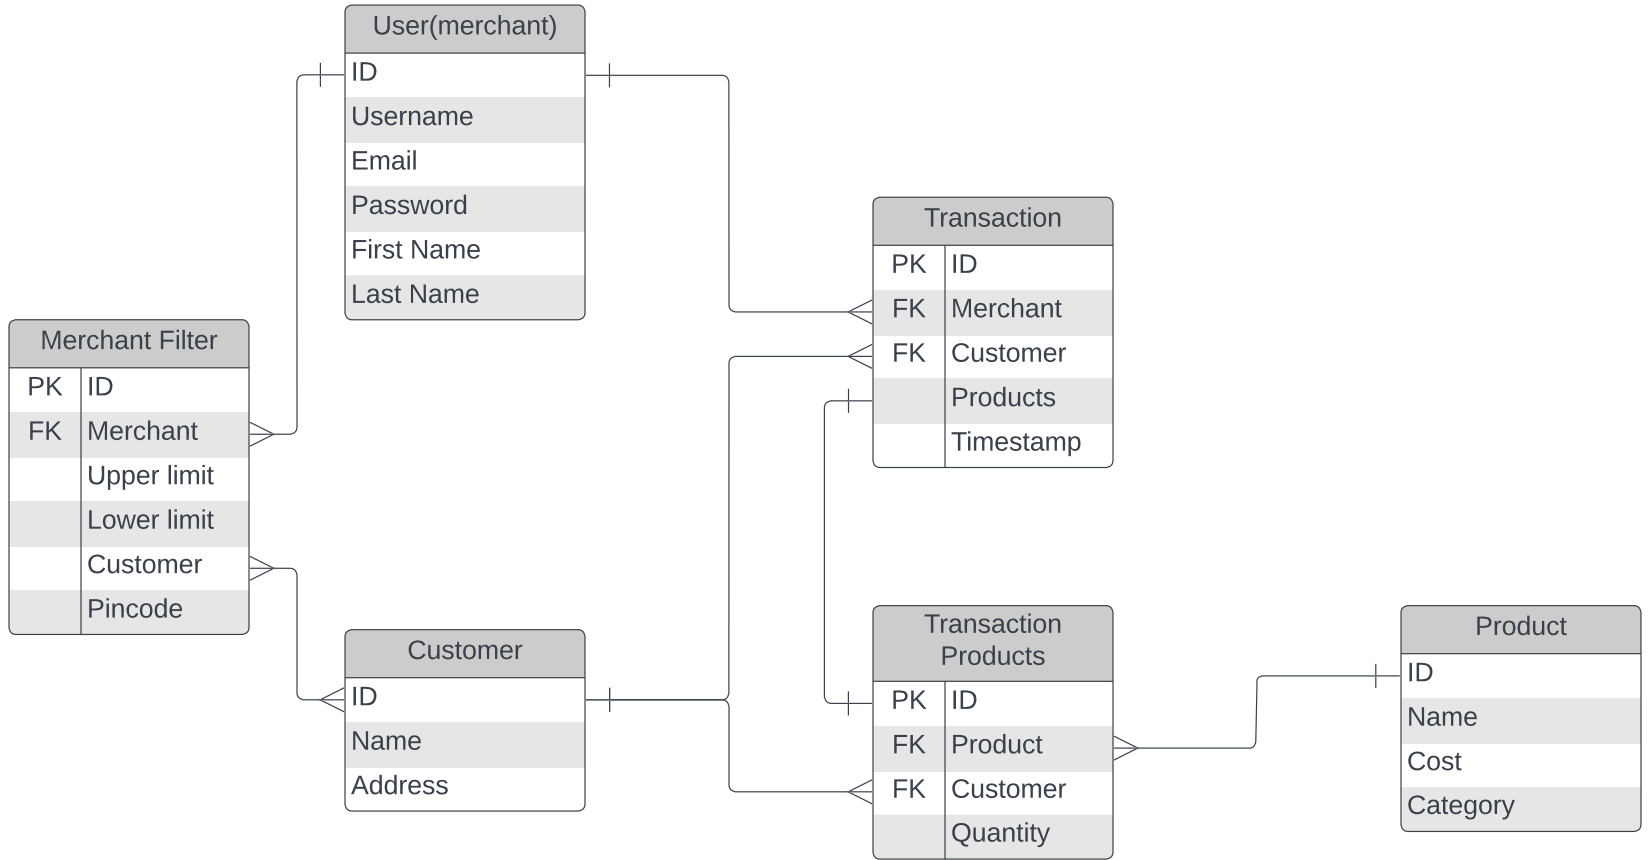 User(merchant)
ID
Username
Email
Password
First Name
Last Name
Merchant Filter
PK ID
FK Merchant
Upper limit
Lower limit
Customer
Pincode
Customer
ID
Name
Address
Transaction
PK ID
FK Merchant
FK Customer
Products
Timestamp
Transaction
Products
PK ID
FK Product
FK Customer
Quantity
Product
ID
Name
Cost
Category